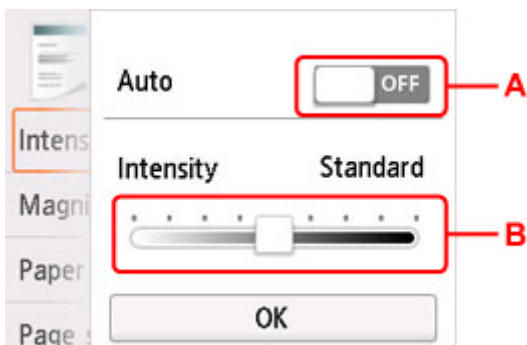 Auto OFF A
Intens
Intensity Standard
Magni
B
Paper
OK
Page s